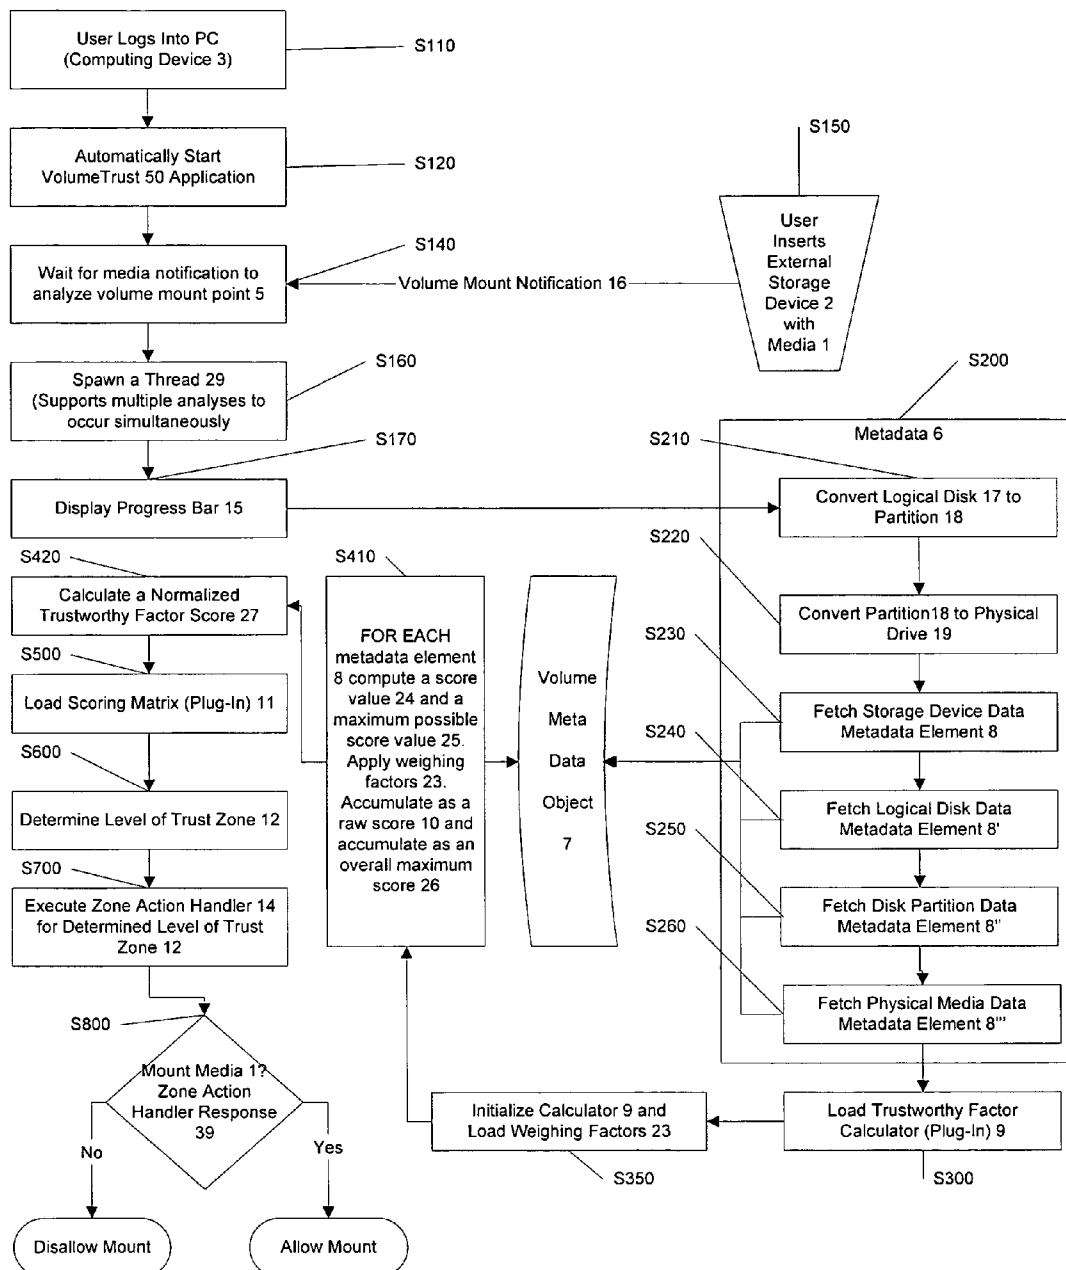 User Logs Into PC
(Computing Device 3)
S110
Automatically Start
VolumeTrust 50 Application
S120
S150
User
Inserts
External
Storage
Device 2
with
Media 1
S140
Wait for media notification to
analyze volume mount point 5
Volume Mount Notification 16
S160
Spawn a Thread 29
(Supports multiple analyses to
occur simultaneously
S170
Display Progress Bar 15
S200
Metadata 6
S210
Convert Logical Disk 17 to
Partition 18
S220
Convert Partition18 to Physical
Drive 19
S230
Fetch Storage Device Data
Metadata Element 8
S240
Fetch Logical Disk Data
Metadata Element 8'
S250
Fetch Disk Partition Data
Metadata Element 8"
S260
Fetch Physical Media Data
Metadata Element 8'"
Volume
Meta
Data
Object
7
Load Trustworthy Factor
Calculator (Plug-In) 9
S300
Initialize Calculator 9 and
Load Weighing Factors 23
S350
S410
FOR EACH
metadata element
8 compute a score
value 24 and a
maximum possible
score value 25.
Apply weighing
factors 23.
Accumulate as a
raw score 10 and
accumulate as an
overall maximum
score 26
S420
Calculate a Normalized
Trustworthy Factor Score 27
S500
Load Scoring Matrix (Plug-In) 11
S600
Determine Level of Trust Zone 12
S700
Execute Zone Action Handler 14
for Determined Level of Trust
Zone 12
S800
Mount Media 1?
Zone Action
Handler Response
39
No
Yes
Disallow Mount
Allow Mount